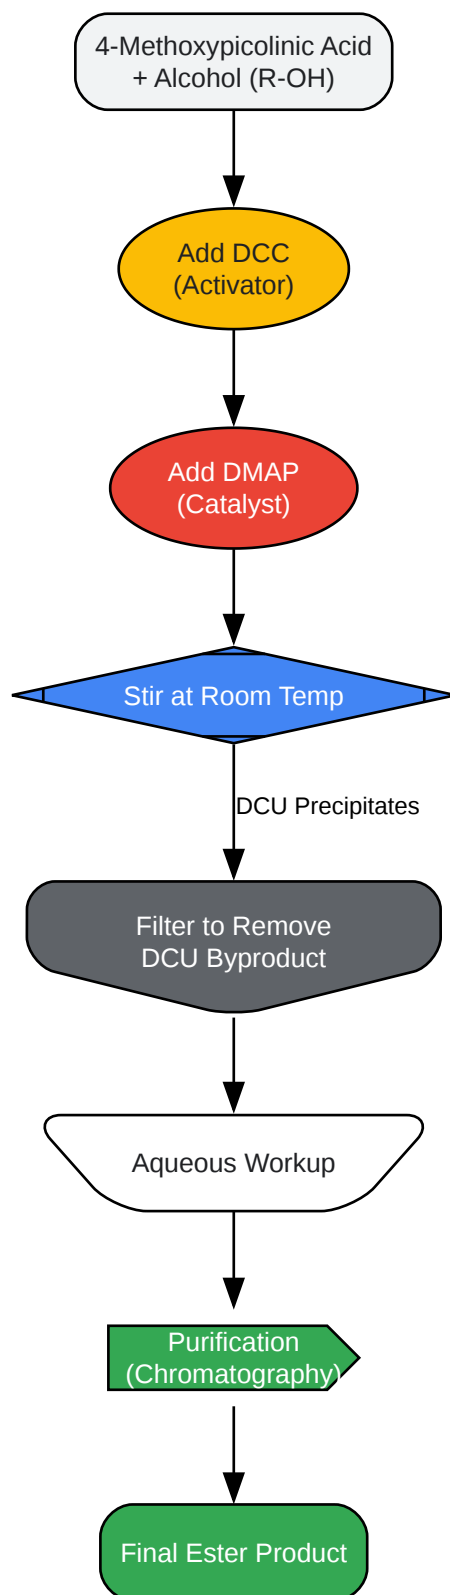 4-Methoxypicolinic Acid
+ Alcohol (R-OH)
Add DCC
(Activator)
Add DMAP
(Catalyst)
Stir at Room Temp
DCU Precipitates
Filter to Remove
DCU Byproduct
Aqueous Workup
Purification
(Chromatography)
Final Ester Product